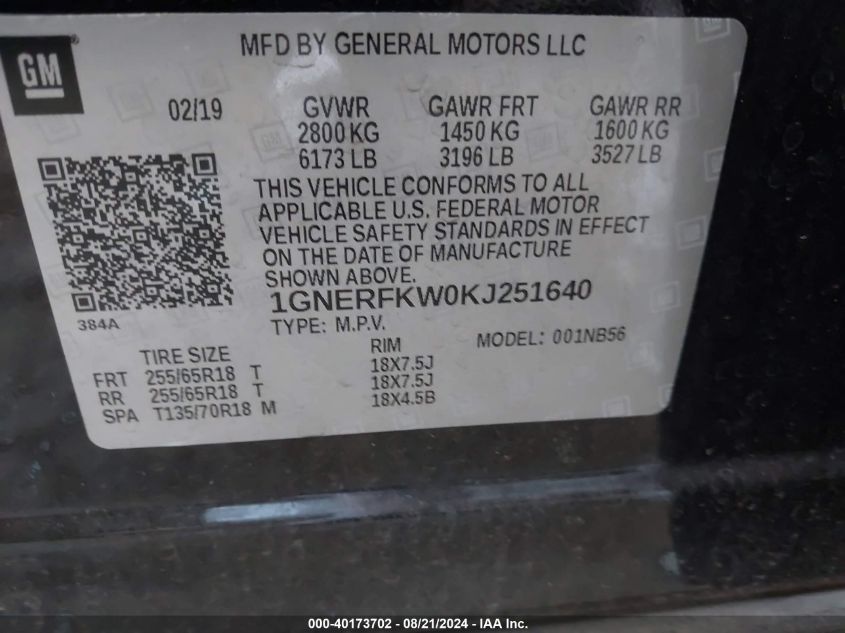 GM
MFD BY GENERAL MOTORS LLC
02/19 GVWR GAWR FRT GAWR RR
2800 KG 1450 KG 1600 KG
6173 LB 3196 LB 3527 LB
THIS VEHICLE CONFORMS TO ALL
APPLICABLE U.S. FEDERAL MOTOR
VEHICLE SAFETY STANDARDS IN EFFECT
ON THE DATE OF MANUFACTURE
SHOWN ABOVE.
1GNERFKW0KJ251640
384A
TYPE: M.P.V. MODEL: 001NB56
TIRE SIZE RIM
FRT 255/65R18 T 18X7.5J
RR 255/65R18 T 18X7.5J
SPA T135/70R18 M 18X4.5B
000-40173702 - 08/21/2024 - IAAI.COM